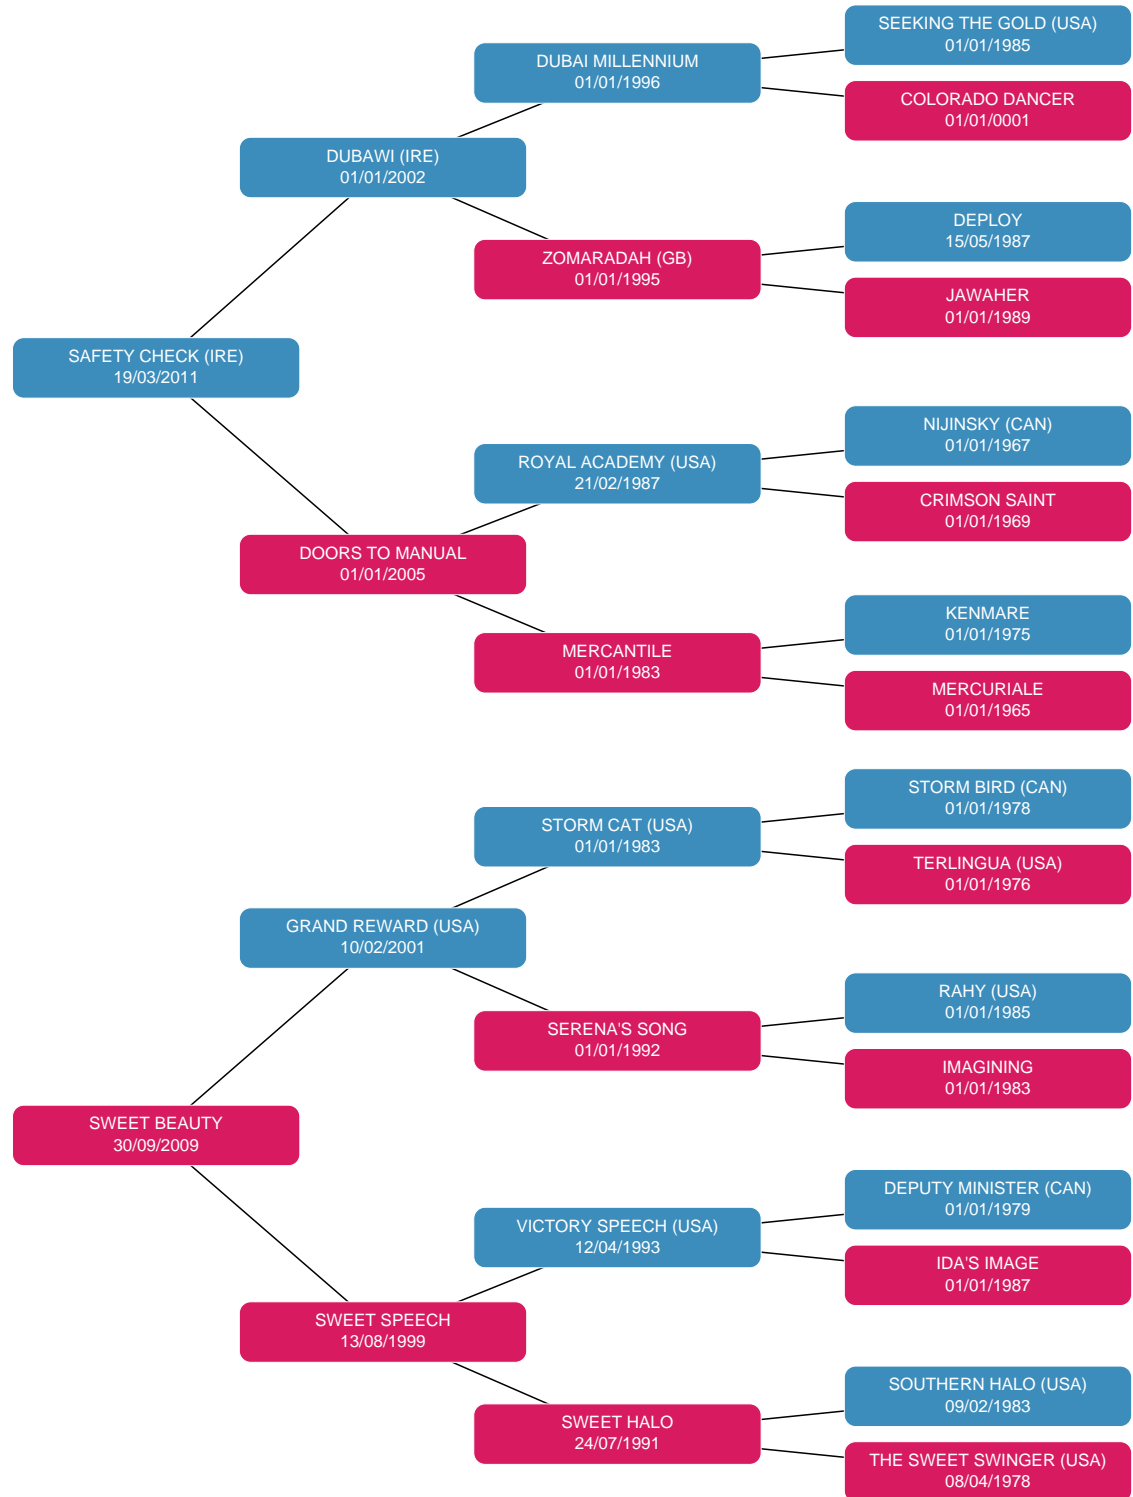 SEEKING THE GOLD (USA)
01/01/1985
DUBAI MILLENNIUM
01/01/1996
COLORADO DANCER
01/01/0001
DUBAWI (IRE)
01/01/2002
DEPLOY
15/05/1987
ZOMARADAH (GB)
01/01/1995
JAWAHER
01/01/1989
SAFETY CHECK (IRE)
19/03/2011
NIJINSKY (CAN)
01/01/1967
ROYAL ACADEMY (USA)
21/02/1987
CRIMSON SAINT
01/01/1969
DOORS TO MANUAL
01/01/2005
KENMARE
01/01/1975
MERCANTILE
01/01/1983
MERCURIALE
01/01/1965
STORM BIRD (CAN)
01/01/1978
STORM CAT (USA)
01/01/1983
TERLINGUA (USA)
01/01/1976
GRAND REWARD (USA)
10/02/2001
RAHY (USA)
01/01/1985
SERENA'S SONG
01/01/1992
IMAGINING
01/01/1983
SWEET BEAUTY
30/09/2009
DEPUTY MINISTER (CAN)
01/01/1979
VICTORY SPEECH (USA)
12/04/1993
IDA'S IMAGE
01/01/1987
SWEET SPEECH
13/08/1999
SOUTHERN HALO (USA)
09/02/1983
SWEET HALO
24/07/1991
THE SWEET SWINGER (USA)
08/04/1978